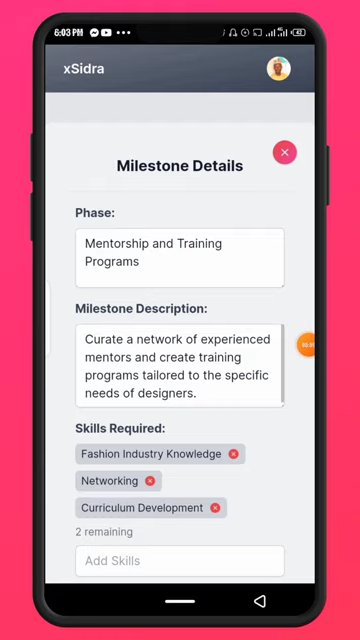 6:03 PM
xSidra
Milestone Details
Phase:
Mentorship and Training
Programs
Milestone Description:
Curate a network of experienced
mentors and create training
programs tailored to the specific
needs of designers.
Skills Required:
Fashion Industry Knowledge
Networking
Curriculum Development
2 remaining
Add Skills